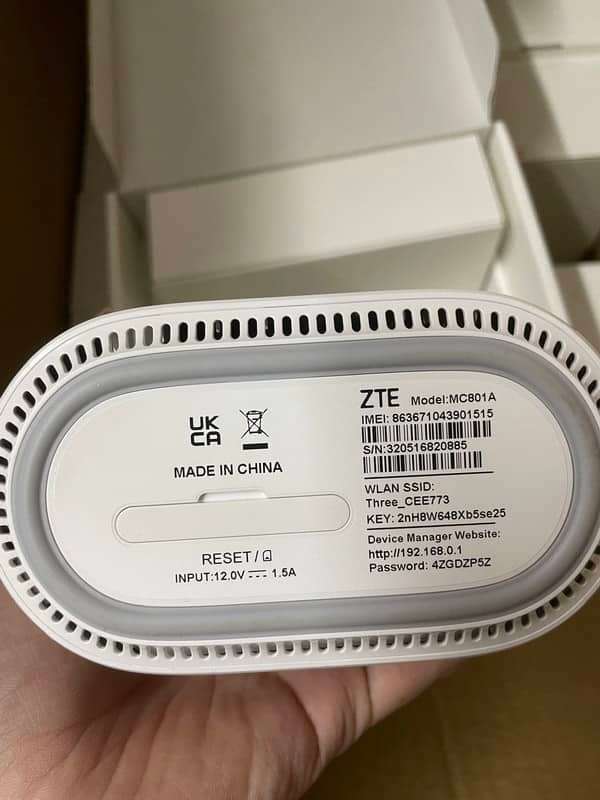 UK
CA
MADE IN CHINA
RESET /
INPUT:12.0V 1.5A
ZTE Model:MC801A
IMEI: 863671043901515
S/N:320516820885
WLAN SSID:
Three_CEE773
KEY: 2nH8W648Xb5se25
Device Manager Website:
http://192.168.0.1
Password: 4ZGDZP5Z